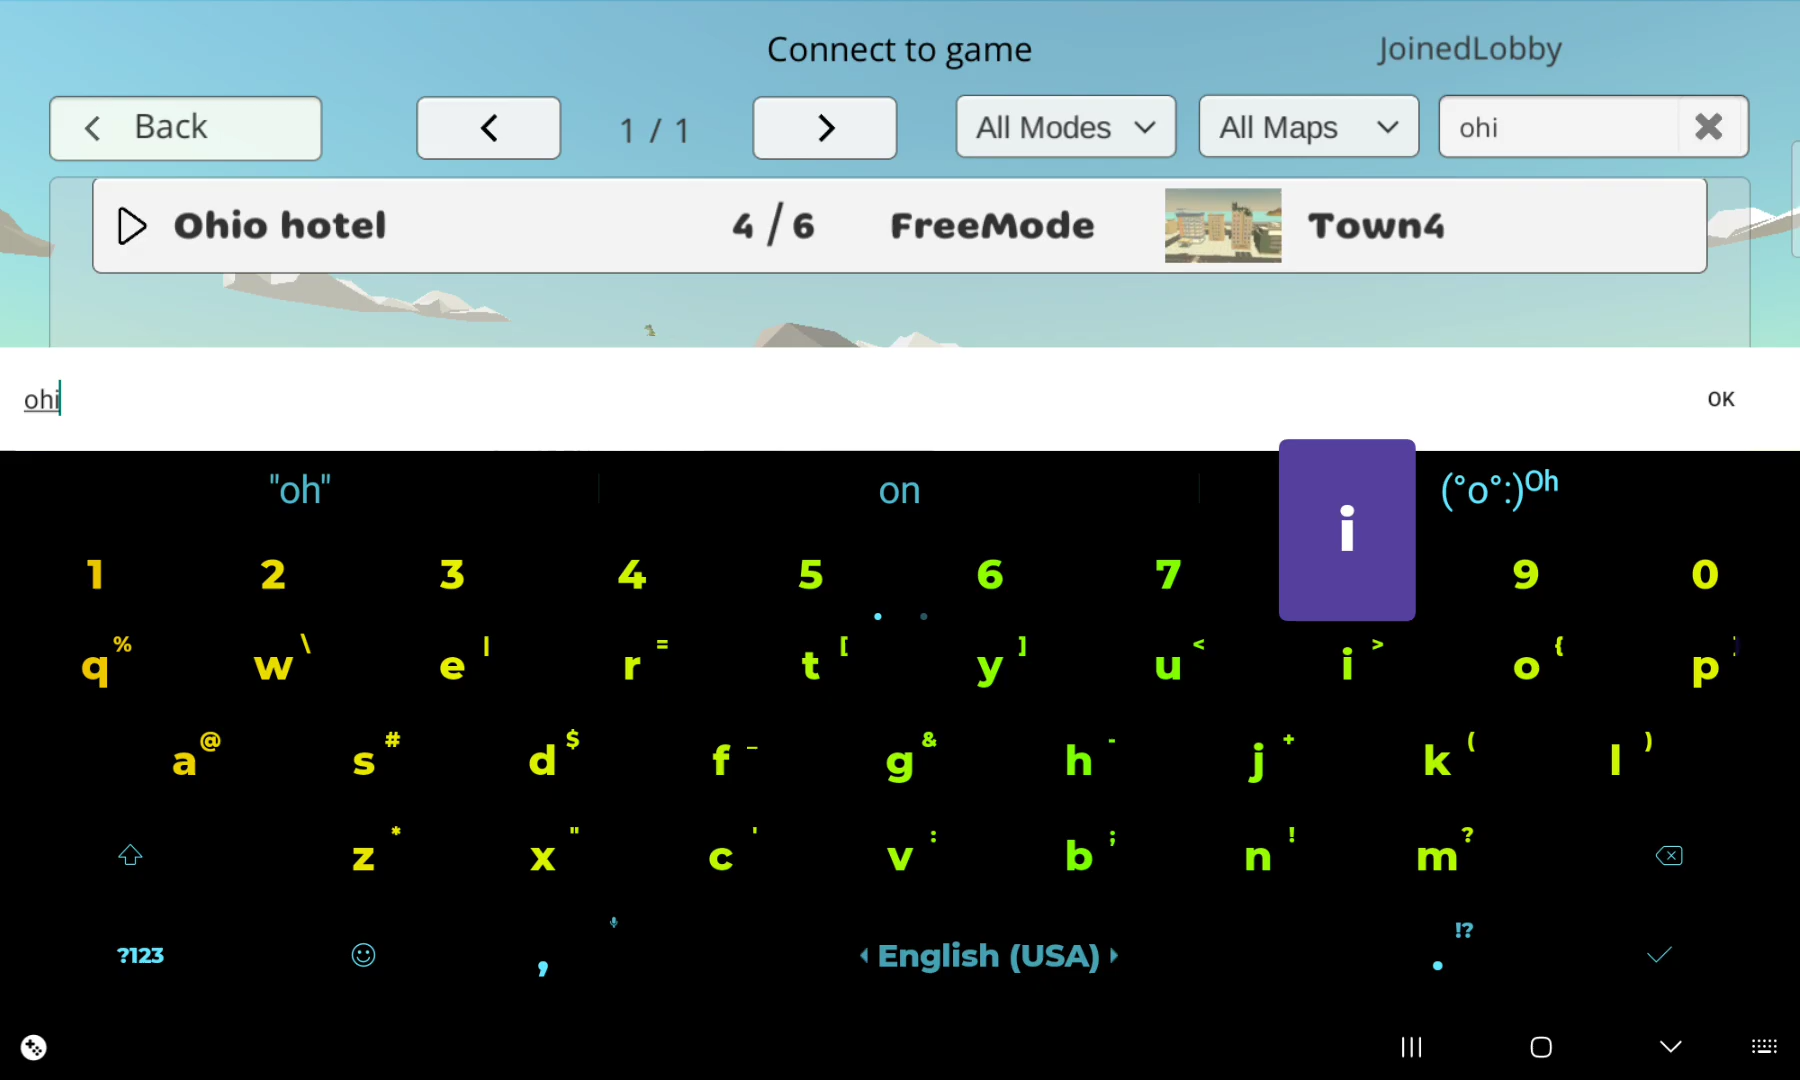 Connect to game
JoinedLobby
Back
1 / 1
All Modes
All Maps
ohi
Ohio hotel 4 / 6 FreeMode Town4
ohi
OK
"oh" on (°o°:) Oh
i
1 2 3 4 5 6 7 9 0
q % w \ e | r = t [ y ] u < i > o { p
a @ s # d $ f _ g & h - j + k ( l )
z * x " c ' v : b ; n ! m ?
?123 , English (USA) . !?